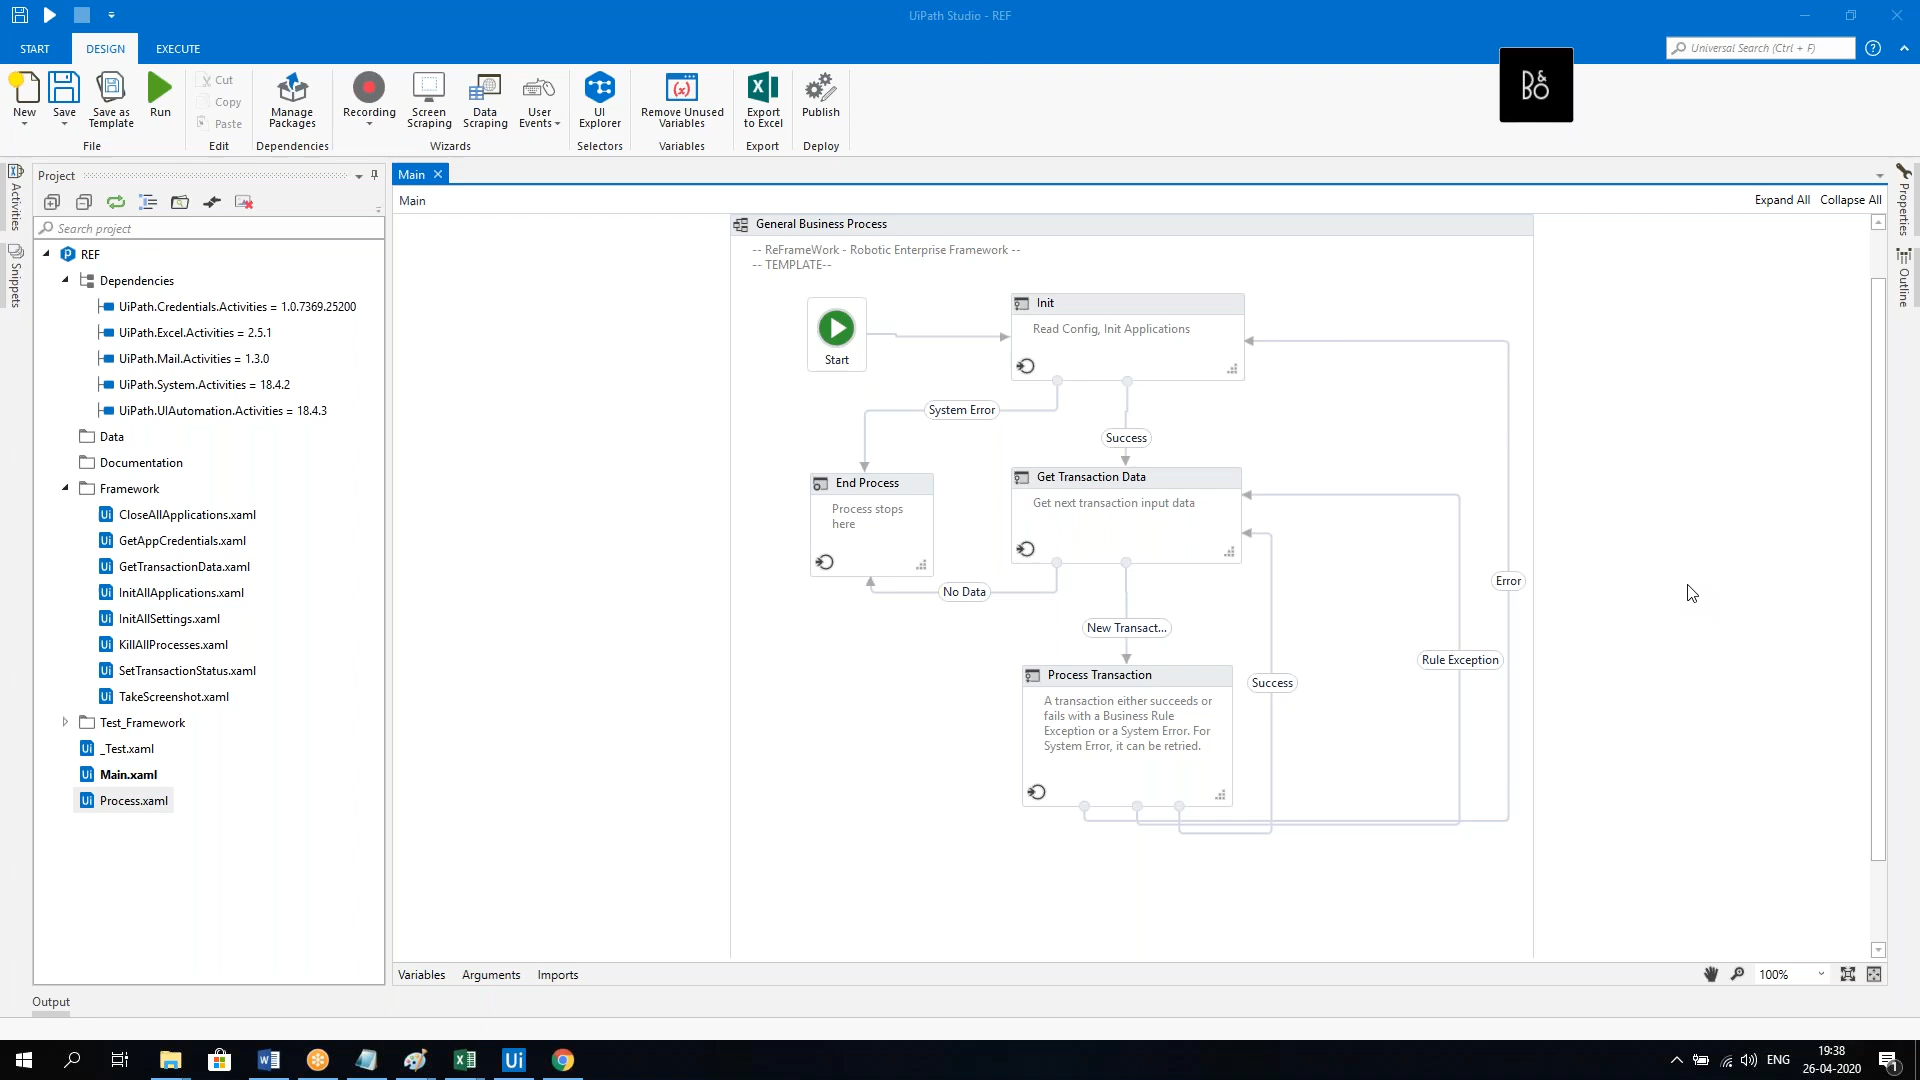 UiPath Studio - REF
START
DESIGN
EXECUTE
Universal Search (Ctrl + F)
New
Save
Save as
Template
Run
Cut
Copy
Paste
Manage
Packages
Recording
Screen
Scraping
Data
Scraping
User
Events
UI
Explorer
Remove Unused
Variables
Export
to Excel
Publish
File
Edit
Dependencies
Wizards
Selectors
Variables
Export
Deploy
B&
BO
Activities
Snippets
Project
Search project
REF
Dependencies
UiPath.Credentials.Activities = 1.0.7369.25200
UiPath.Excel.Activities = 2.5.1
UiPath.Mail.Activities = 1.3.0
UiPath.System.Activities = 18.4.2
UiPath.UIAutomation.Activities = 18.4.3
Data
Documentation
Framework
CloseAllApplications.xaml
GetAppCredentials.xaml
GetTransactionData.xaml
InitAllApplications.xaml
InitAllSettings.xaml
KillAllProcesses.xaml
SetTransactionStatus.xaml
TakeScreenshot.xaml
Test_Framework
_Test.xaml
Main.xaml
Process.xaml
Main
Main
Expand All
Collapse All
General Business Process
-- ReFrameWork - Robotic Enterprise Framework --
-- TEMPLATE--
Start
Init
Read Config, Init Applications
System Error
Success
End Process
Process stops
here
Get Transaction Data
Get next transaction input data
No Data
New Transact...
Process Transaction
A transaction either succeeds or
fails with a Business Rule
Exception or a System Error. For
System Error, it can be retried.
Success
Rule Exception
Error
Properties
Outline
Variables
Arguments
Imports
100%
Output
ENG
19:38
26-04-2020
1